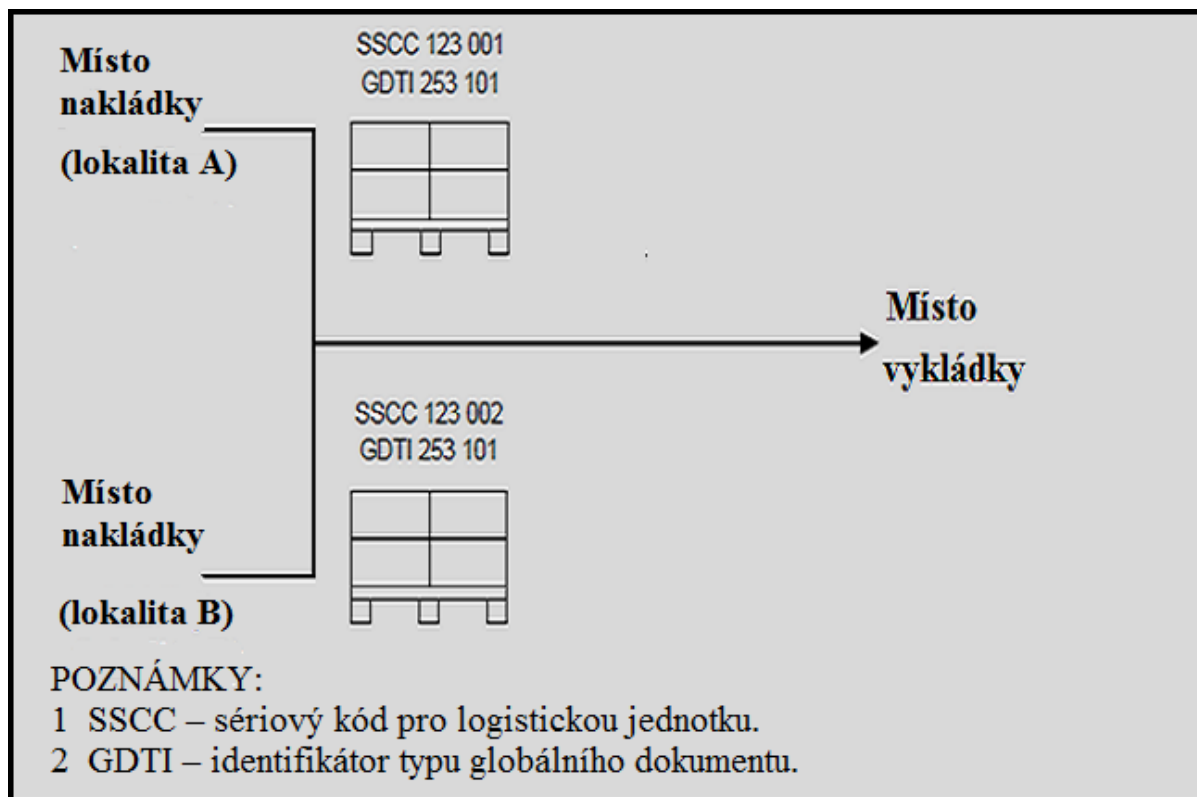 Místo
nakládky
(lokalita A)
SSCC 123 001
GDTI 253 101
Místo
vykládky
SSCC 123 002
GDTI 253 101
Místo
nakládky
(lokalita B)
POZNÁMKY:
1 SSCC – sériový kód pro logistickou jednotku.
2 GDTI – identifikátor typu globálního dokumentu.